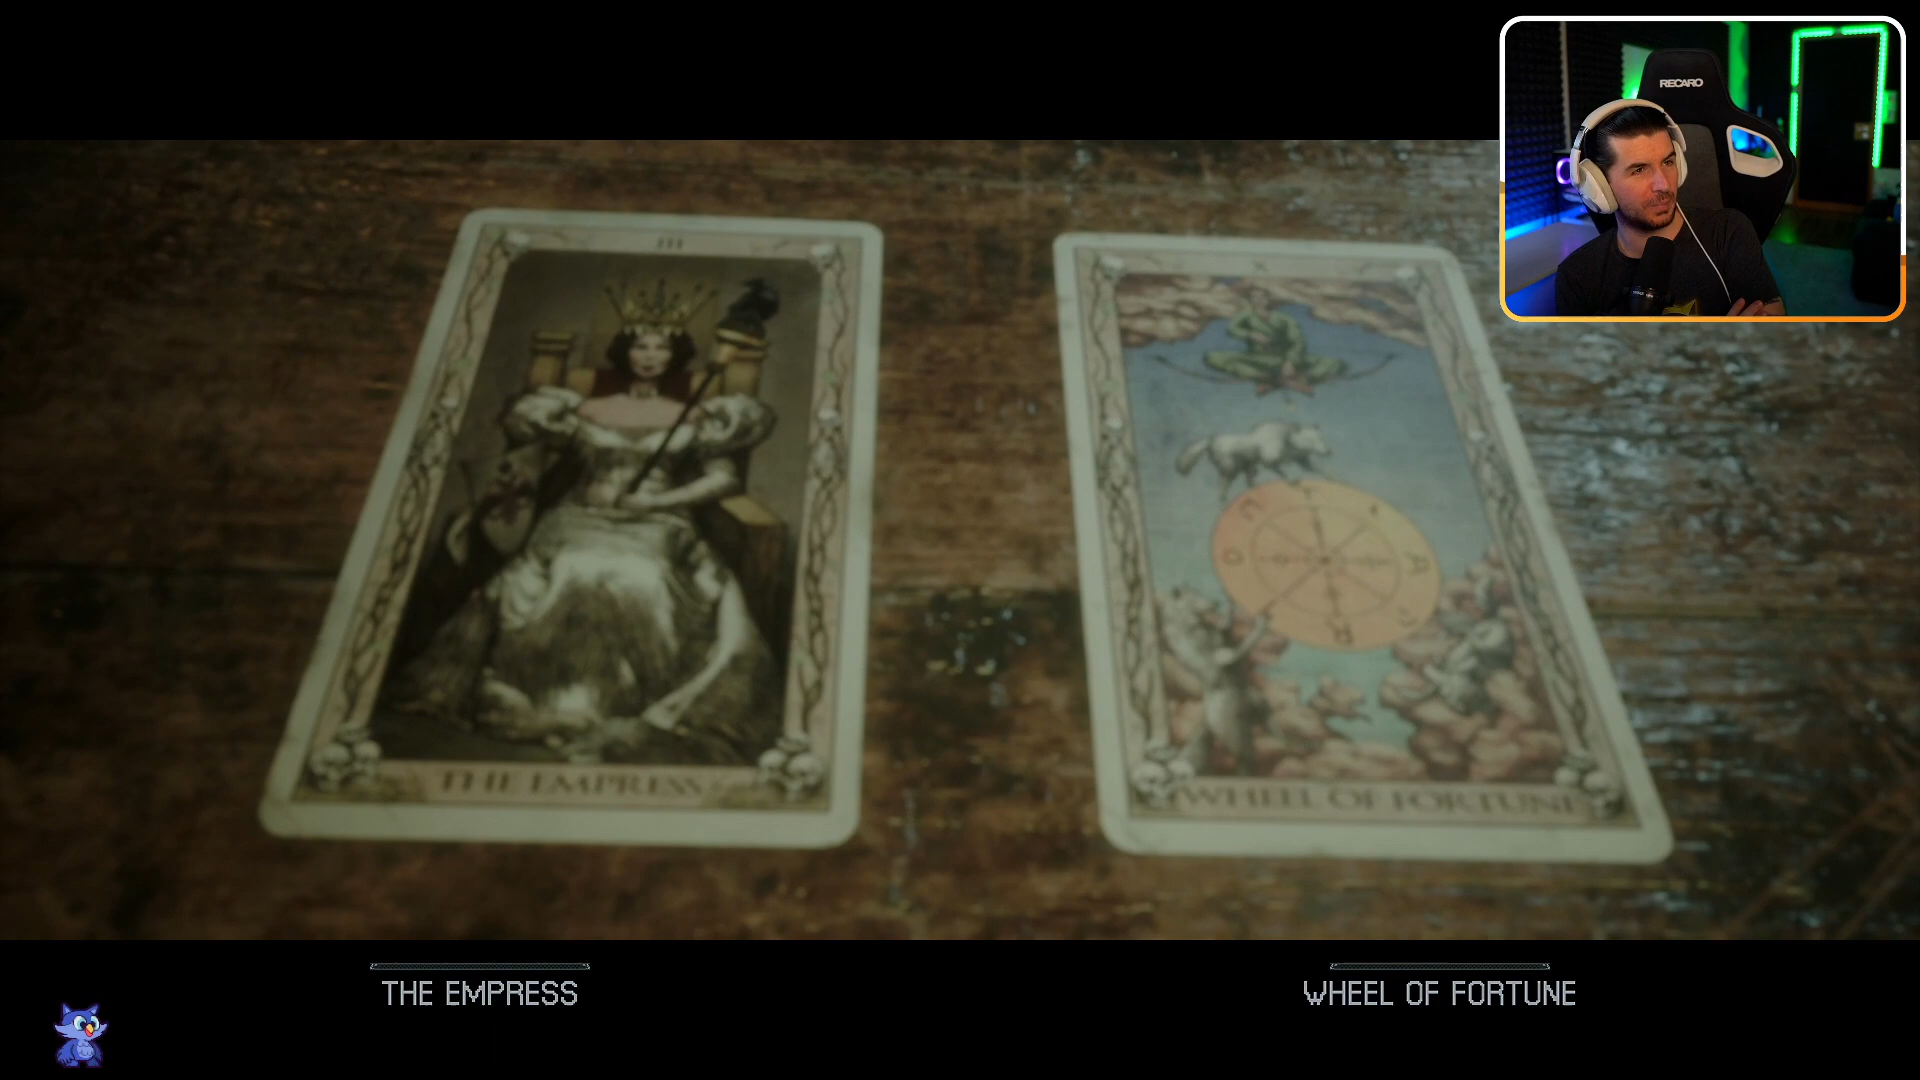 RECARO
III
X
THE EMPRESS
WHEEL OF FORTUNE
THE EMPRESS
WHEEL OF FORTUNE